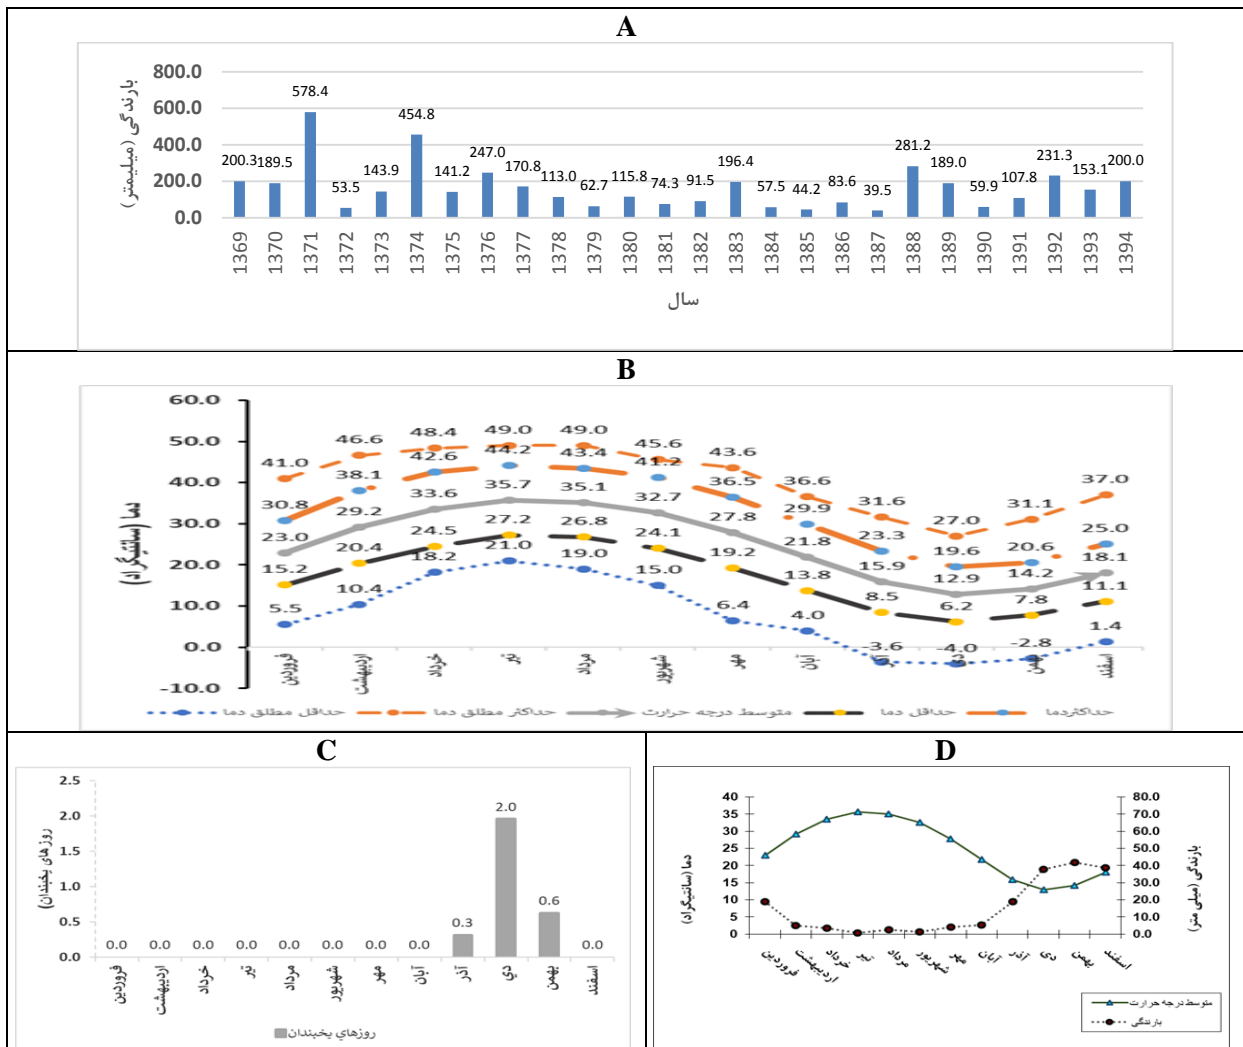 A
بارندگی (میلیمتر)
800.0
600.0
400.0
200.0
0.0
200.3 189.5 578.4 53.5 143.9 454.8 141.2 247.0 170.8 113.0 62.7 115.8 74.3 91.5 196.4 57.5 44.2 83.6 39.5 281.2 189.0 59.9 107.8 231.3 153.1 200.0
1369 1370 1371 1372 1373 1374 1375 1376 1377 1378 1379 1380 1381 1382 1383 1384 1385 1386 1387 1388 1389 1390 1391 1392 1393 1394
سال
B
دما (سانتیگراد)
60.0
50.0
40.0
30.0
20.0
10.0
0.0
-10.0
41.0 46.6 48.4 49.0 49.0 45.6 43.6 36.6 31.6 27.0 31.1 37.0
30.8 38.1 42.6 44.2 43.4 41.2 36.5 29.9 23.3 19.6 20.6 25.0
23.0 29.2 33.6 35.7 35.1 32.7 27.8 21.8 15.9 12.9 14.2 18.1
15.2 20.4 24.5 27.2 26.8 24.1 19.2 13.8 8.5 6.2 7.8 11.1
5.5 10.4 18.2 21.0 19.0 15.0 6.4 4.0 -3.6 -4.0 -2.8 1.4
فروردین اردیبهشت خرداد تیر مرداد شهریور مهر آبان آذر دی بهمن اسفند
حداقل مطلق دما حداکثر مطلق دما متوسط درجه حرارت حداقل دما حداکثردما
C
روزهای یخبندان)
2.5
2.0
1.5
1.0
0.5
0.0
0.0 0.0 0.0 0.0 0.0 0.0 0.0 0.0 0.3 2.0 0.6 0.0
فروردین اردیبهشت خرداد تیر مرداد شهریور مهر آبان آذر دي بهمن اسفند
روزهاي یخبندان
D
دما (سانتیگراد)
40
35
30
25
20
15
10
5
0
بارندگی (میلی متر)
80.0
70.0
60.0
50.0
40.0
30.0
20.0
10.0
0.0
فروردین اردیبهشت خرداد تیر مرداد شهریور مهر آبان آذر دی بهمن اسفند
متوسط درجه حرارت
بارندگی